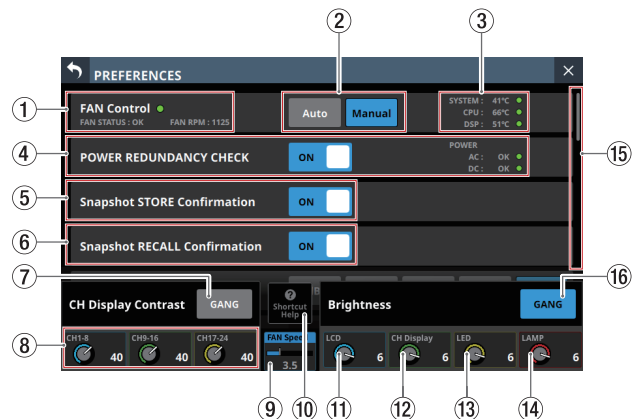 ② ③
PREFERENCES
①
FAN Control
FAN STATUS : OK FAN RPM : 1125
Auto Manual
SYSTEM : 41℃
CPU : 66℃
DSP : 51℃
④
POWER REDUNDANCY CHECK
ON
POWER
AC : OK
DC : OK
⑮
⑤
Snapshot STORE Confirmation
ON
⑥
Snapshot RECALL Confirmation
ON
⑦
⑯
CH Display Contrast
GANG
Shortcut
Help
Brightness
GANG
⑧
CH1-8 CH9-16 CH17-24
40 40 40
FAN Speed
3.5
LCD CH Display LED LAMP
6 6 6 6
⑨ ⑩ ⑪ ⑫ ⑬ ⑭